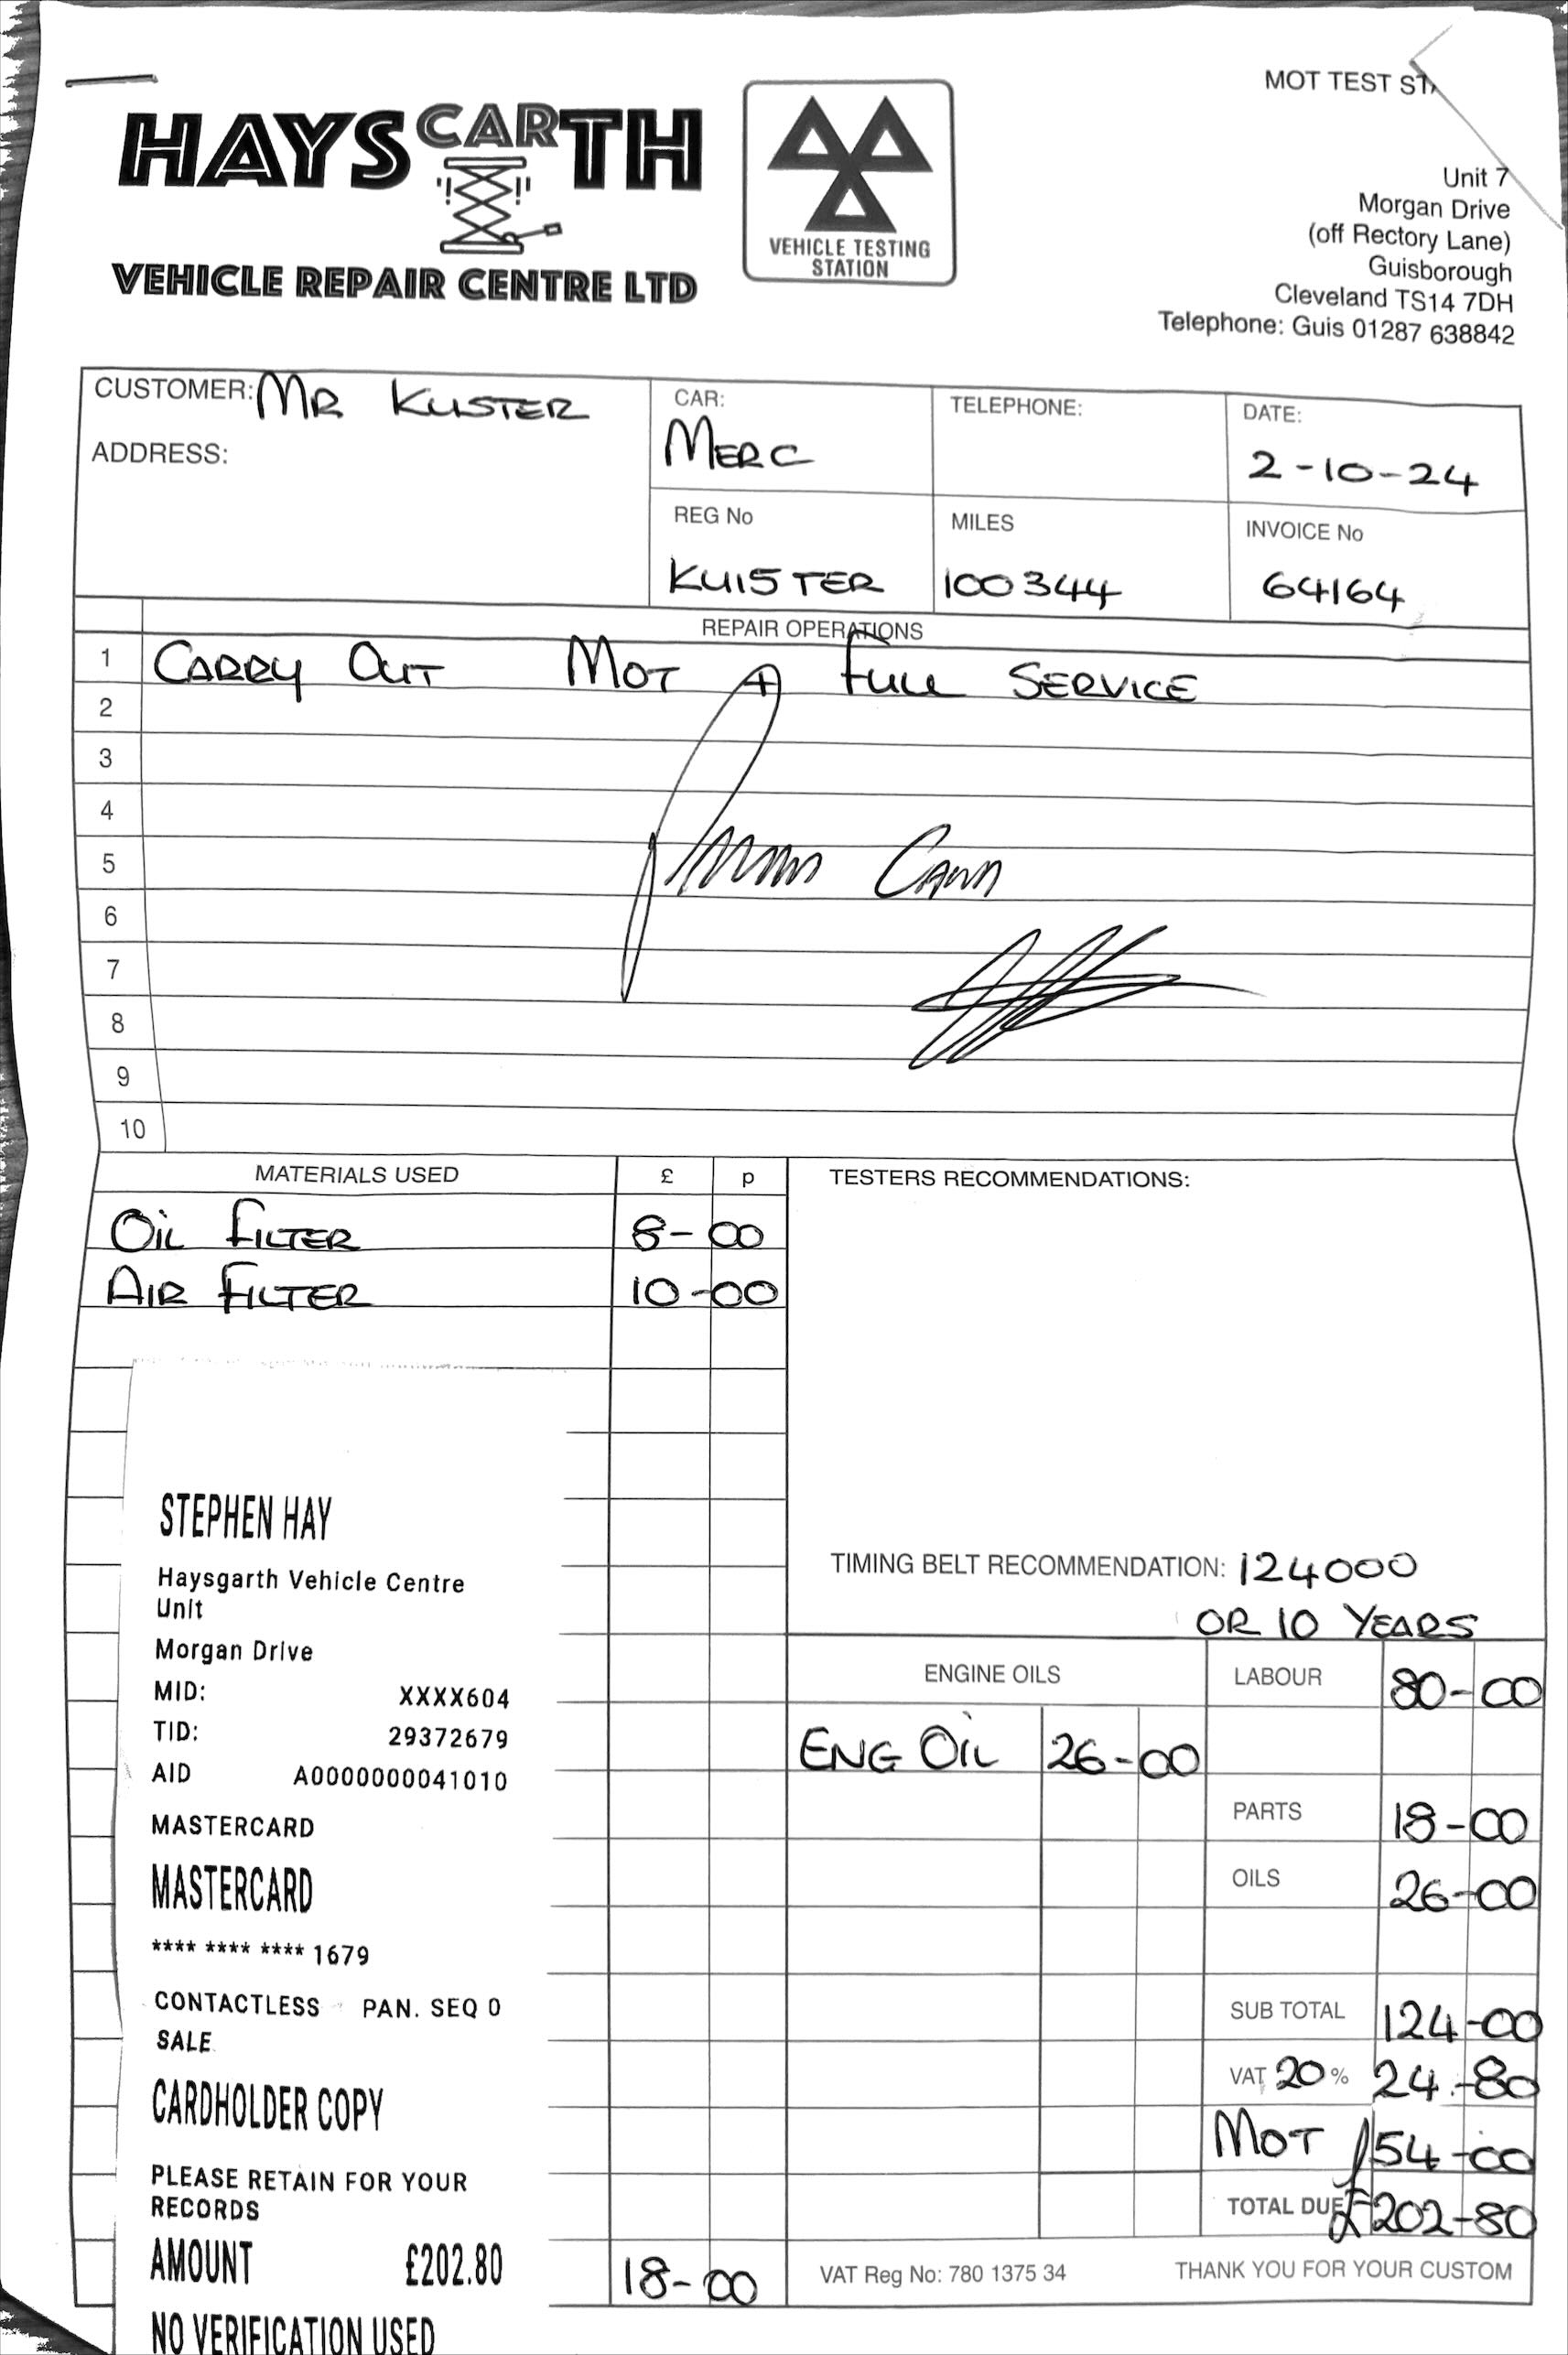 MOT TEST STA
HAYSCARTH
VEHICLE REPAIR CENTRE LTD
VEHICLE TESTING
STATION
Unit 7
Morgan Drive
(off Rectory Lane)
Guisborough
Cleveland TS14 7DH
Telephone: Guis 01287 638842
CUSTOMER: MR KUSTER
ADDRESS:
CAR:
MERC
TELEPHONE:
DATE:
2-10-24
REG No
KU15 TER
MILES
100344
INVOICE No
64164
REPAIR OPERATIONS
1 CARRY OUT MOT & FULL SERVICE
2
3
4
5
6
7
8
9
10
MATERIALS USED £ p
OIL FILTER 8-00
AIR FILTER 10-00
18-00
STEPHEN HAY
Haysgarth Vehicle Centre
Unit
Morgan Drive
MID: XXXX604
TID: 29372679
AID A0000000041010
MASTERCARD
MASTERCARD
**** **** **** 1679
CONTACTLESS PAN. SEQ 0
SALE
CARDHOLDER COPY
PLEASE RETAIN FOR YOUR
RECORDS
AMOUNT £202.80
NO VERIFICATION USED
TESTERS RECOMMENDATIONS:
TIMING BELT RECOMMENDATION: 124000
OR 10 YEARS
ENGINE OILS
ENG OIL 26-00
LABOUR 80-00
PARTS 18-00
OILS 26-00
SUB TOTAL 124-00
VAT 20% 24-80
MOT 54-00
TOTAL DUE £202-80
VAT Reg No: 780 1375 34
THANK YOU FOR YOUR CUSTOM